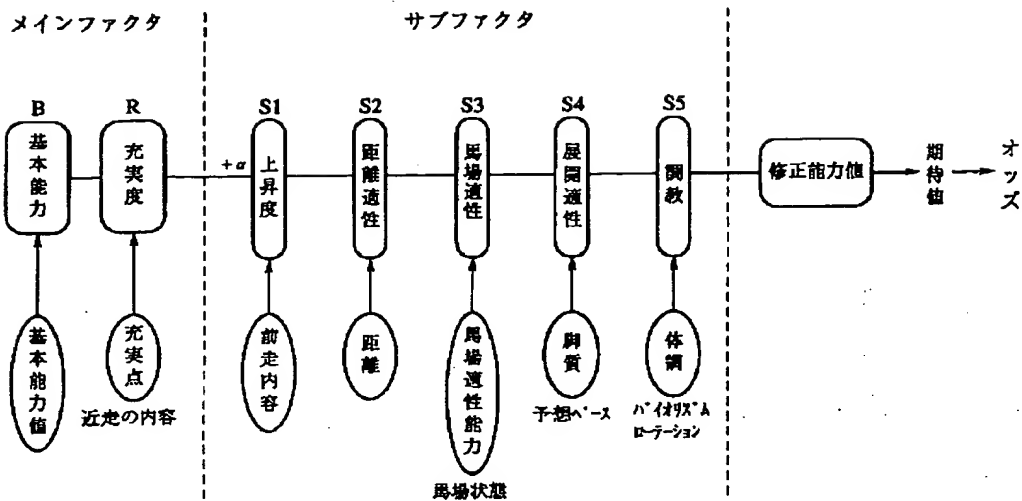 メインファクタ
サブファクタ
B
R
S1
S2
S3
S4
S5
基本能力
充実度
+α
上昇度
距離適性
馬場適性
展開適性
調教
修正能力値
期待値
オッズ
基本能力値
充実点
前走内容
距離
馬場適性能力
脚質
体調
近走の内容
予想ペース
バイオリズム
ローテーション
馬場状態